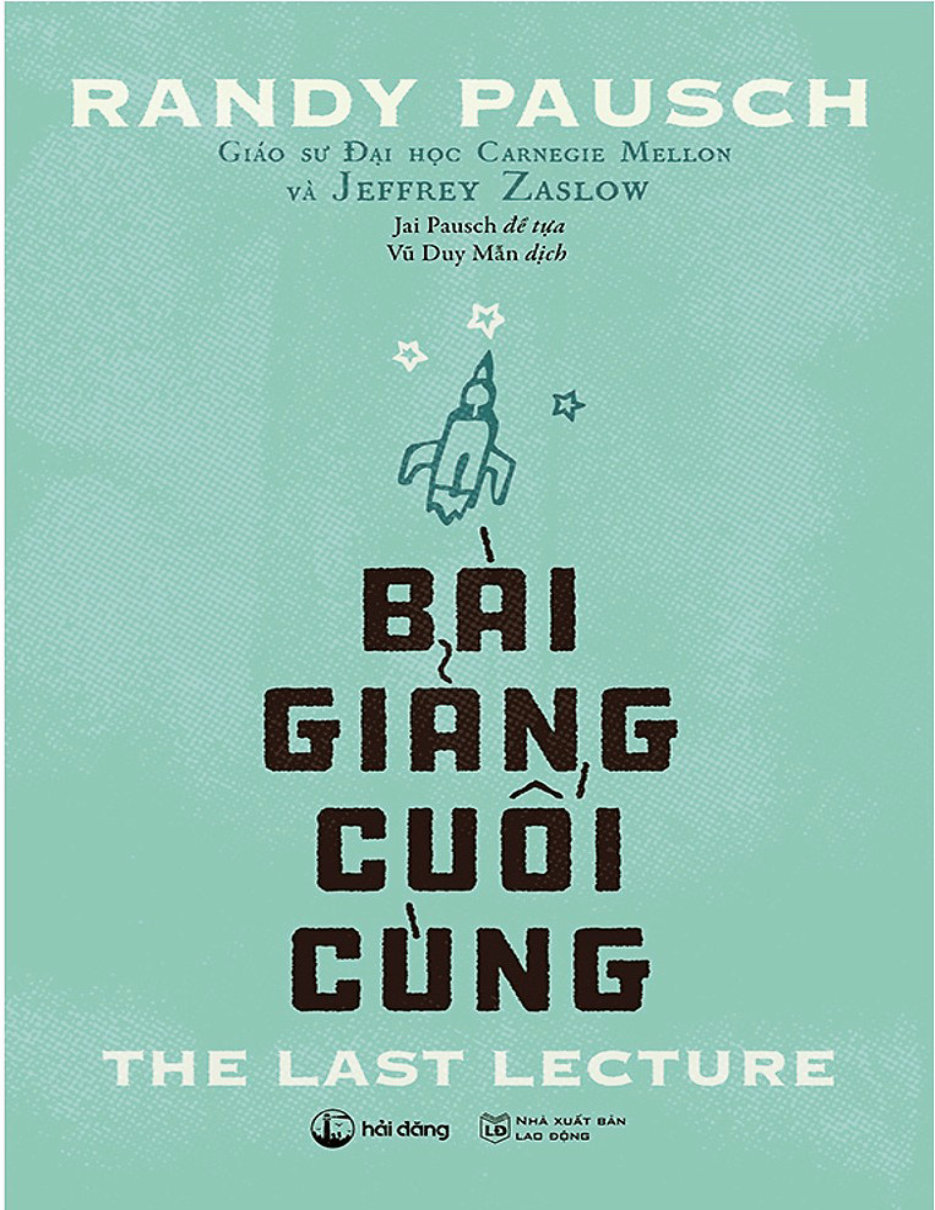 RANDY PAUSCH
GIÁO SƯ ĐẠI HỌC CARNEGIE MELLON
VÀ JEFFREY ZASLOW
Jai Pausch đề tựa
Vũ Duy Mẫn dịch
BÀI
GIẢNG
CUỐI
CÙNG
THE LAST LECTURE
hải đăng
LĐ
NHÀ XUẤT BẢN
LAO ĐỘNG